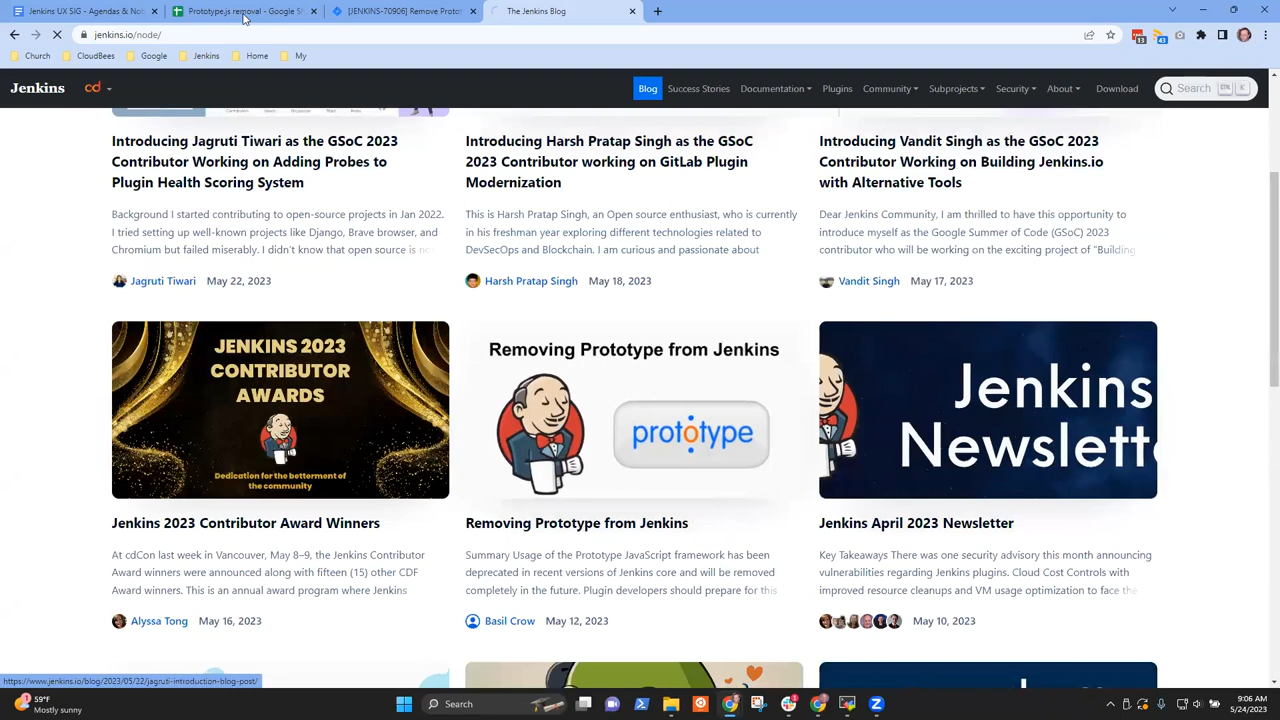 Jenkins UX SIG - Agendas & Not
Prototype.js removal - Google S
[JENKINS-70906] Remove Protot
The Jenkins Blog
jenkins.io/node/
13
43
Church
CloudBees
Google
Jenkins
Home
My
Jenkins
cd
Blog
Success Stories
Documentation
Plugins
Community
Subprojects
Security
About
Download
Search
CTRL
K
Introducing Jagruti Tiwari as the GSoC
2023 Contributor Working on Adding Probes to
Plugin Health Scoring System
Background I started contributing to open-source projects in Jan 2022.
I tried setting up well-known projects like Django, Brave browser, and
Chromium but failed miserably. I didn't know that open source is no
Jagruti Tiwari May 22, 2023
Introducing Harsh Pratap Singh as the GSoC
2023 Contributor working on GitLab Plugin
Modernization
This is Harsh Pratap Singh, an Open source enthusiast, who is currently
in his freshman year exploring different technologies related to
DevSecOps and Blockchain. I am curious and passionate about
Harsh Pratap Singh May 18, 2023
Introducing Vandit Singh as the GSoC 2023
Contributor Working on Building Jenkins.io
with Alternative Tools
Dear Jenkins Community, I am thrilled to have this opportunity to
introduce myself as the Google Summer of Code (GSoC) 2023
contributor who will be working on the exciting project of "Building
Vandit Singh May 17, 2023
JENKINS 2023
CONTRIBUTOR
AWARDS
Dedication for the betterment of
the community
Jenkins 2023 Contributor Award Winners
At cdCon last week in Vancouver, May 8–9, the Jenkins Contributor
Award winners were announced along with fifteen (15) other CDF
Award winners. This is an annual award program where Jenkins
Alyssa Tong May 16, 2023
Removing Prototype from Jenkins
prototype
Removing Prototype from Jenkins
Summary Usage of the Prototype JavaScript framework has been
deprecated in recent versions of Jenkins core and will be removed
completely in the future. Plugin developers should prepare for this
Basil Crow May 12, 2023
Jenkins
Newslette
Jenkins April 2023 Newsletter
Key Takeaways There was one security advisory this month announcing
vulnerabilities regarding Jenkins plugins. Cloud Cost Controls with
improved resource cleanups and VM usage optimization to face the
May 10, 2023
https://www.jenkins.io/blog/2023/05/22/jagruti-introduction-blog-post/
59°F
Mostly sunny
Search
9:06 AM
5/24/2023